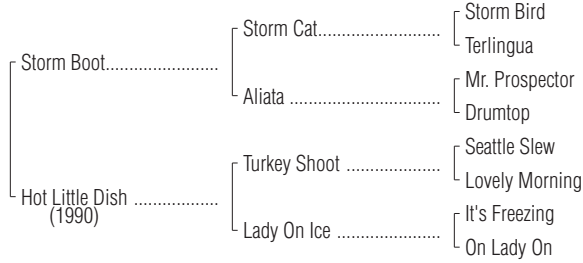 Storm Bird
Storm Cat..............................
Terlingua
Storm Boot...........................
Mr. Prospector
Aliata .....................................
Drumtop
Seattle Slew
Turkey Shoot .......................
Lovely Morning
Hot Little Dish ....................
(1990)
It's Freezing
Lady On Ice .........................
On Lady On